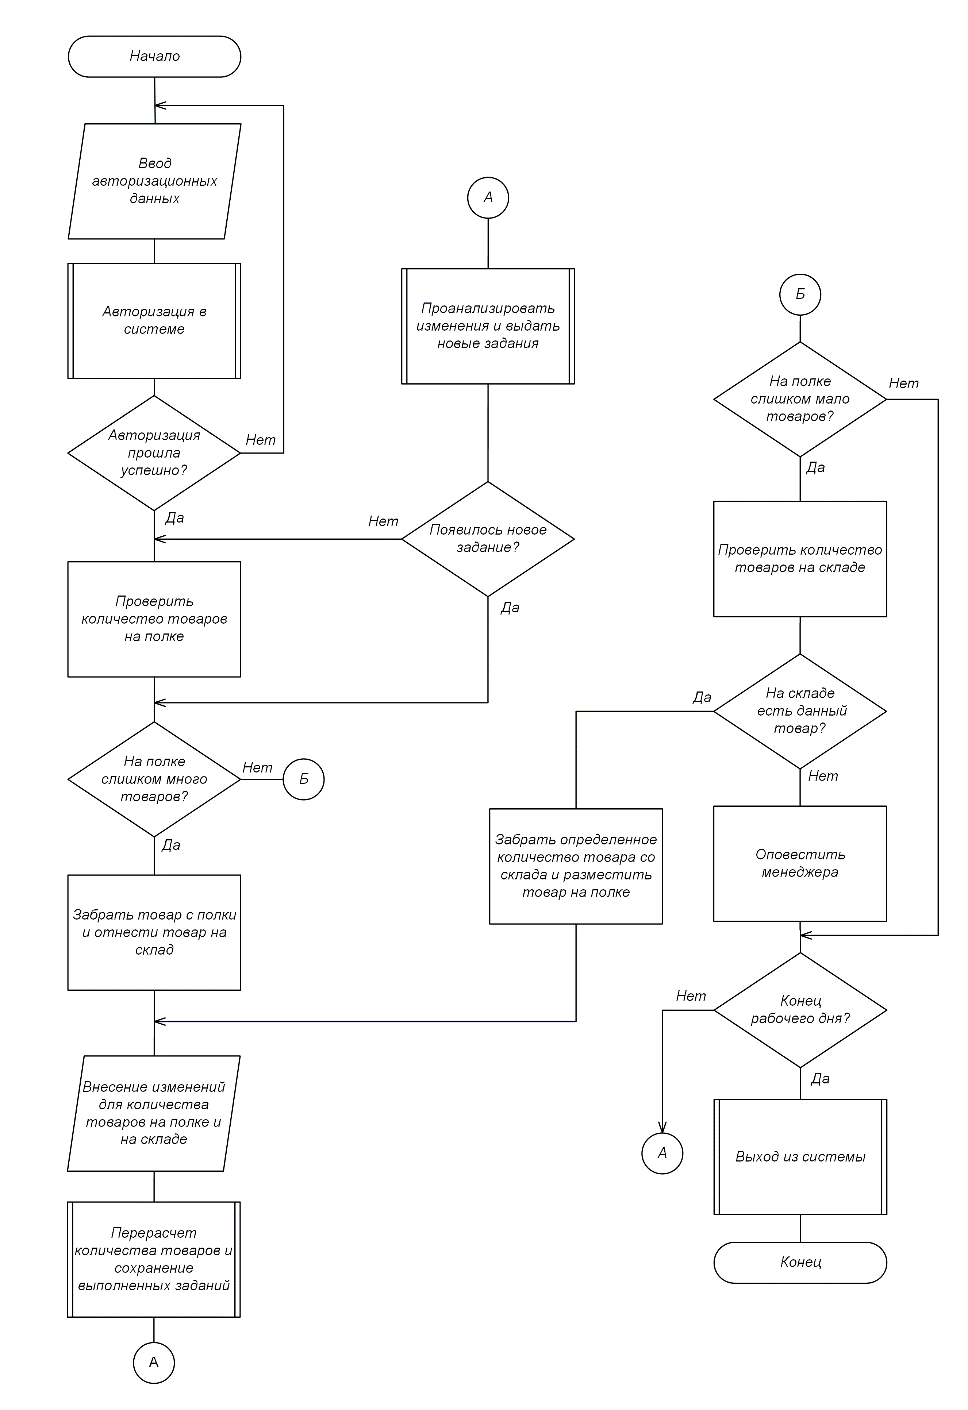 Начало
Ввод
авторизационных
данных
Авторизация в
системе
Авторизация
прошла
успешно?
Нет
Да
Проверить
количество товаров
на полке
На полке
слишком много
товаров?
Нет
Б
Да
Забрать товар с полки
и отнести товар на
склад
Внесение изменений
для количества
товаров на полке и
на складе
Перерасчет
количества товаров и
сохранение
выполненных заданий
А
А
Проанализировать
изменения и выдать
новые задания
Появилось новое
задание?
Нет
Да
Б
На полке
слишком мало
товаров?
Нет
Да
Проверить количество
товаров на складе
На складе
есть данный
товар?
Да
Нет
Забрать определенное
количество товара со
склада и разместить
товар на полке
Оповестить
менеджера
Конец
рабочего дня?
Нет
А
Да
Выход из системы
Конец